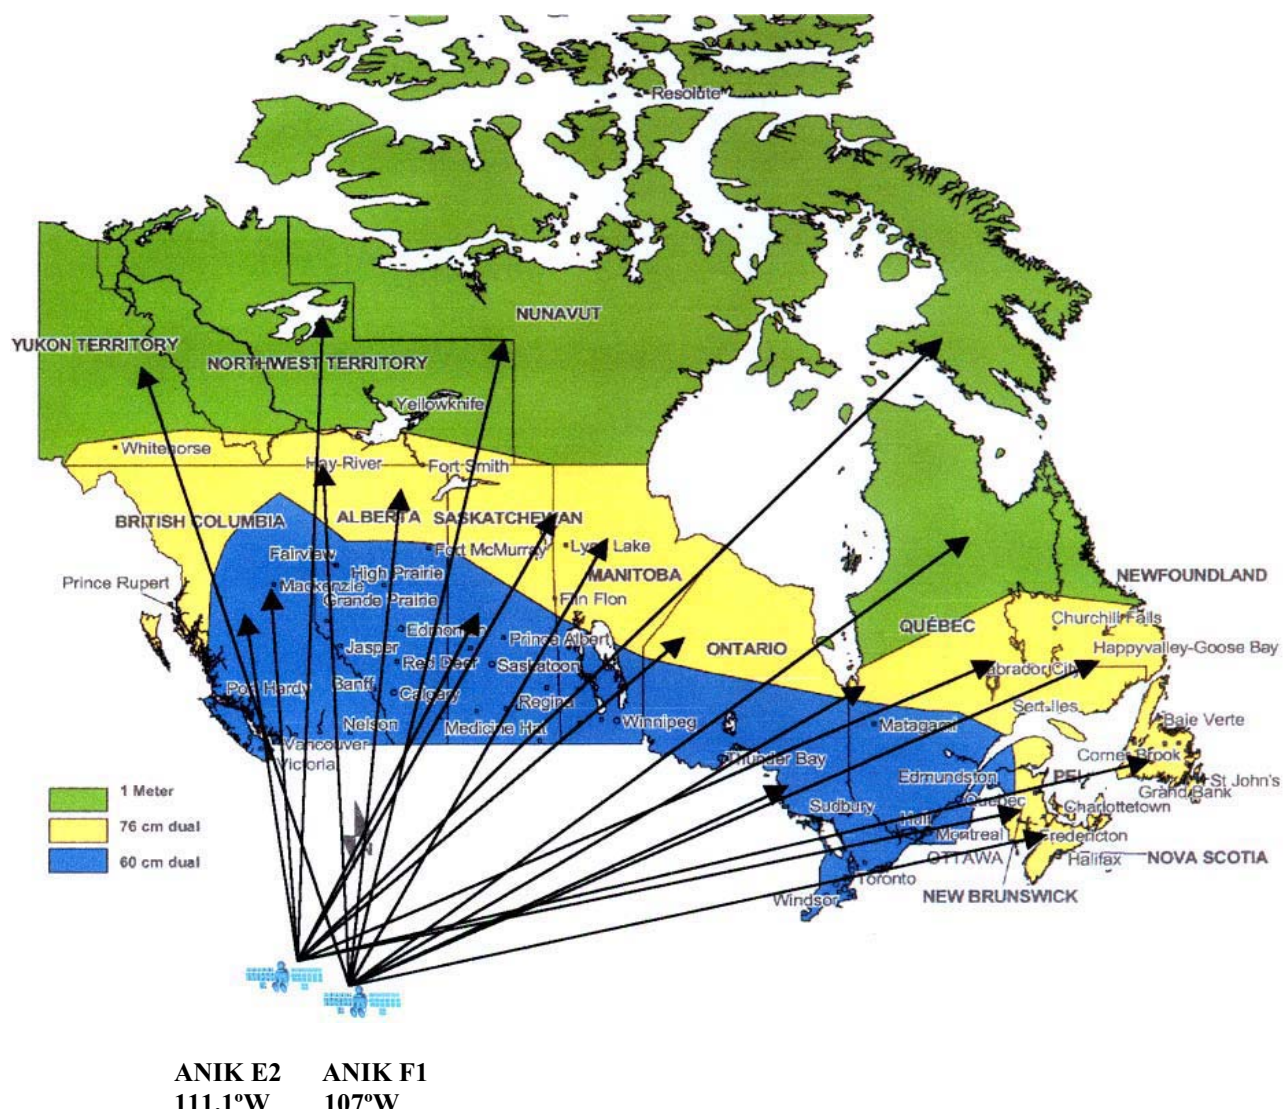 Resolute
NUNAVUT
YUKON TERRITORY
NORTHWEST TERRITORY
Yellowknife
Whitehorse
Hay River
Fort Smith
BRITISH COLUMBIA
ALBERTA
SASKATCHEWAN
Fairview
Fort McMurray
Lynn Lake
High Prairie
MANITOBA
NEWFOUNDLAND
Prince Rupert
Mackenzie
Grande Prairie
Flin Flon
Churchill Falls
QUÉBEC
Edmonton
Prince Albert
ONTARIO
Happyvalley-Goose Bay
Jasper
Red Deer
Saskatoon
Labrador City
Port Hardy
Banff
Calgary
Regina
Sert-Iles
Nelson
Medicine Hat
Winnipeg
Matagami
Baie Verte
Vancouver
Victoria
Thunder Bay
Corner Brook
Edmundston
PEI
St John's
Grand Bank
1 Meter
Sudbury
Quebec
Charlottetown
76 cm dual
Hull
Montreal
Fredericton
60 cm dual
N
OTTAWA
Halifax
NOVA SCOTIA
Toronto
Windsor
NEW BRUNSWICK
ANIK E2 ANIK F1
111.1ºW 107ºW